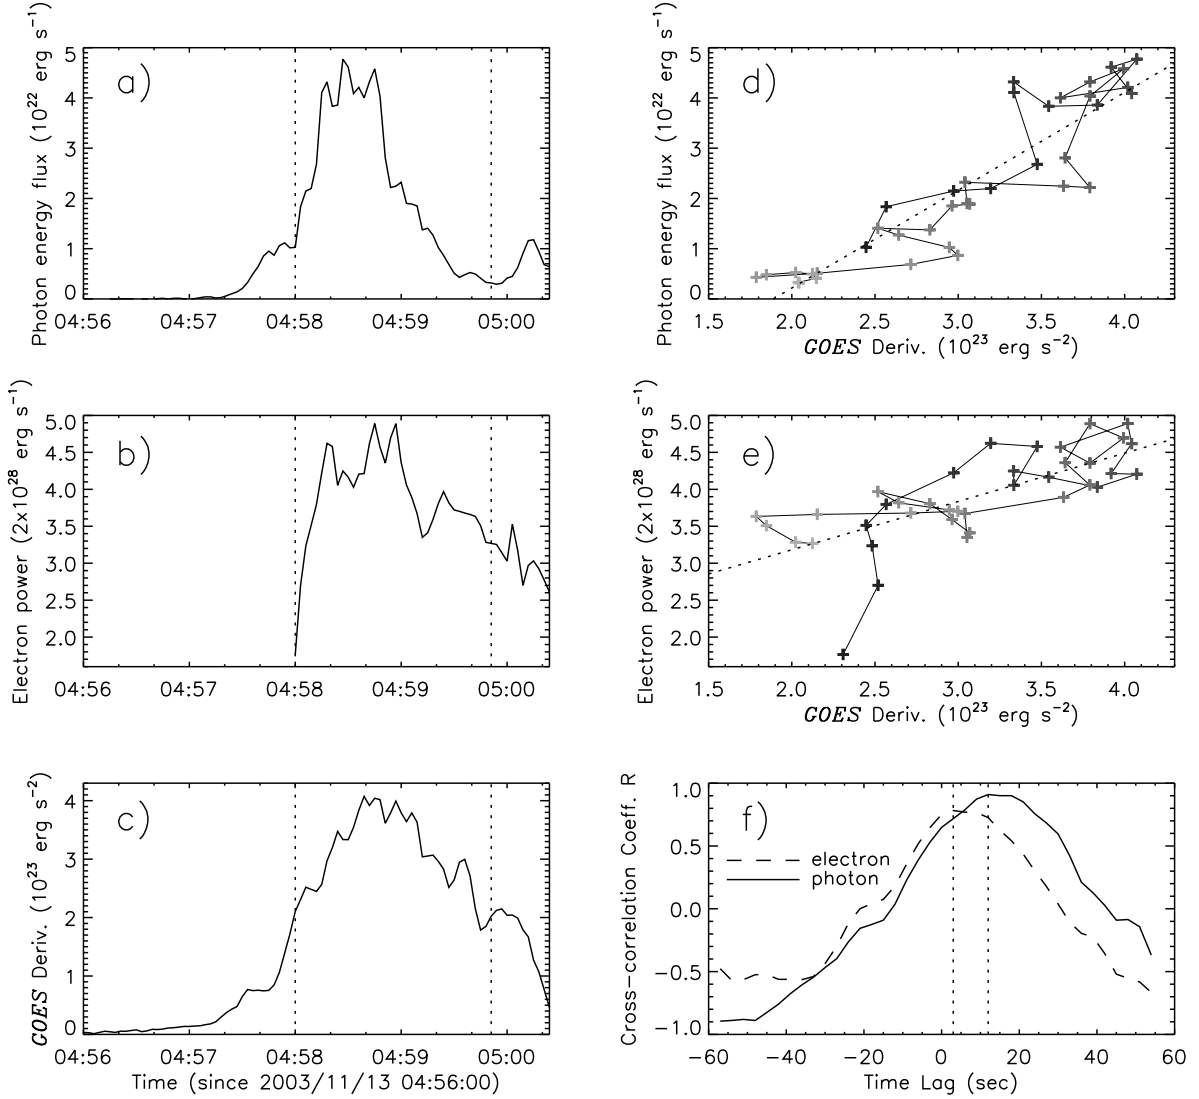 Photon energy flux (10²² erg s⁻¹)
a)
5
4
3
2
1
0
04:56 04:57 04:58 04:59 05:00
Photon energy flux (10²² erg s⁻¹)
d)
5
4
3
2
1
0
1.5 2.0 2.5 3.0 3.5 4.0
GOES Deriv. (10²³ erg s⁻²)
Electron power (2x10²⁸ erg s⁻¹)
b)
5.0
4.5
4.0
3.5
3.0
2.5
2.0
04:56 04:57 04:58 04:59 05:00
Electron power (2x10²⁸ erg s⁻¹)
e)
5.0
4.5
4.0
3.5
3.0
2.5
2.0
1.5 2.0 2.5 3.0 3.5 4.0
GOES Deriv. (10²³ erg s⁻²)
GOES Deriv. (10²³ erg s⁻²)
c)
4
3
2
1
0
04:56 04:57 04:58 04:59 05:00
Time (since 2003/11/13 04:56:00)
Cross-correlation Coeff. R
f)
1.0
0.5
0.0
-0.5
-1.0
electron
photon
-60 -40 -20 0 20 40 60
Time Lag (sec)